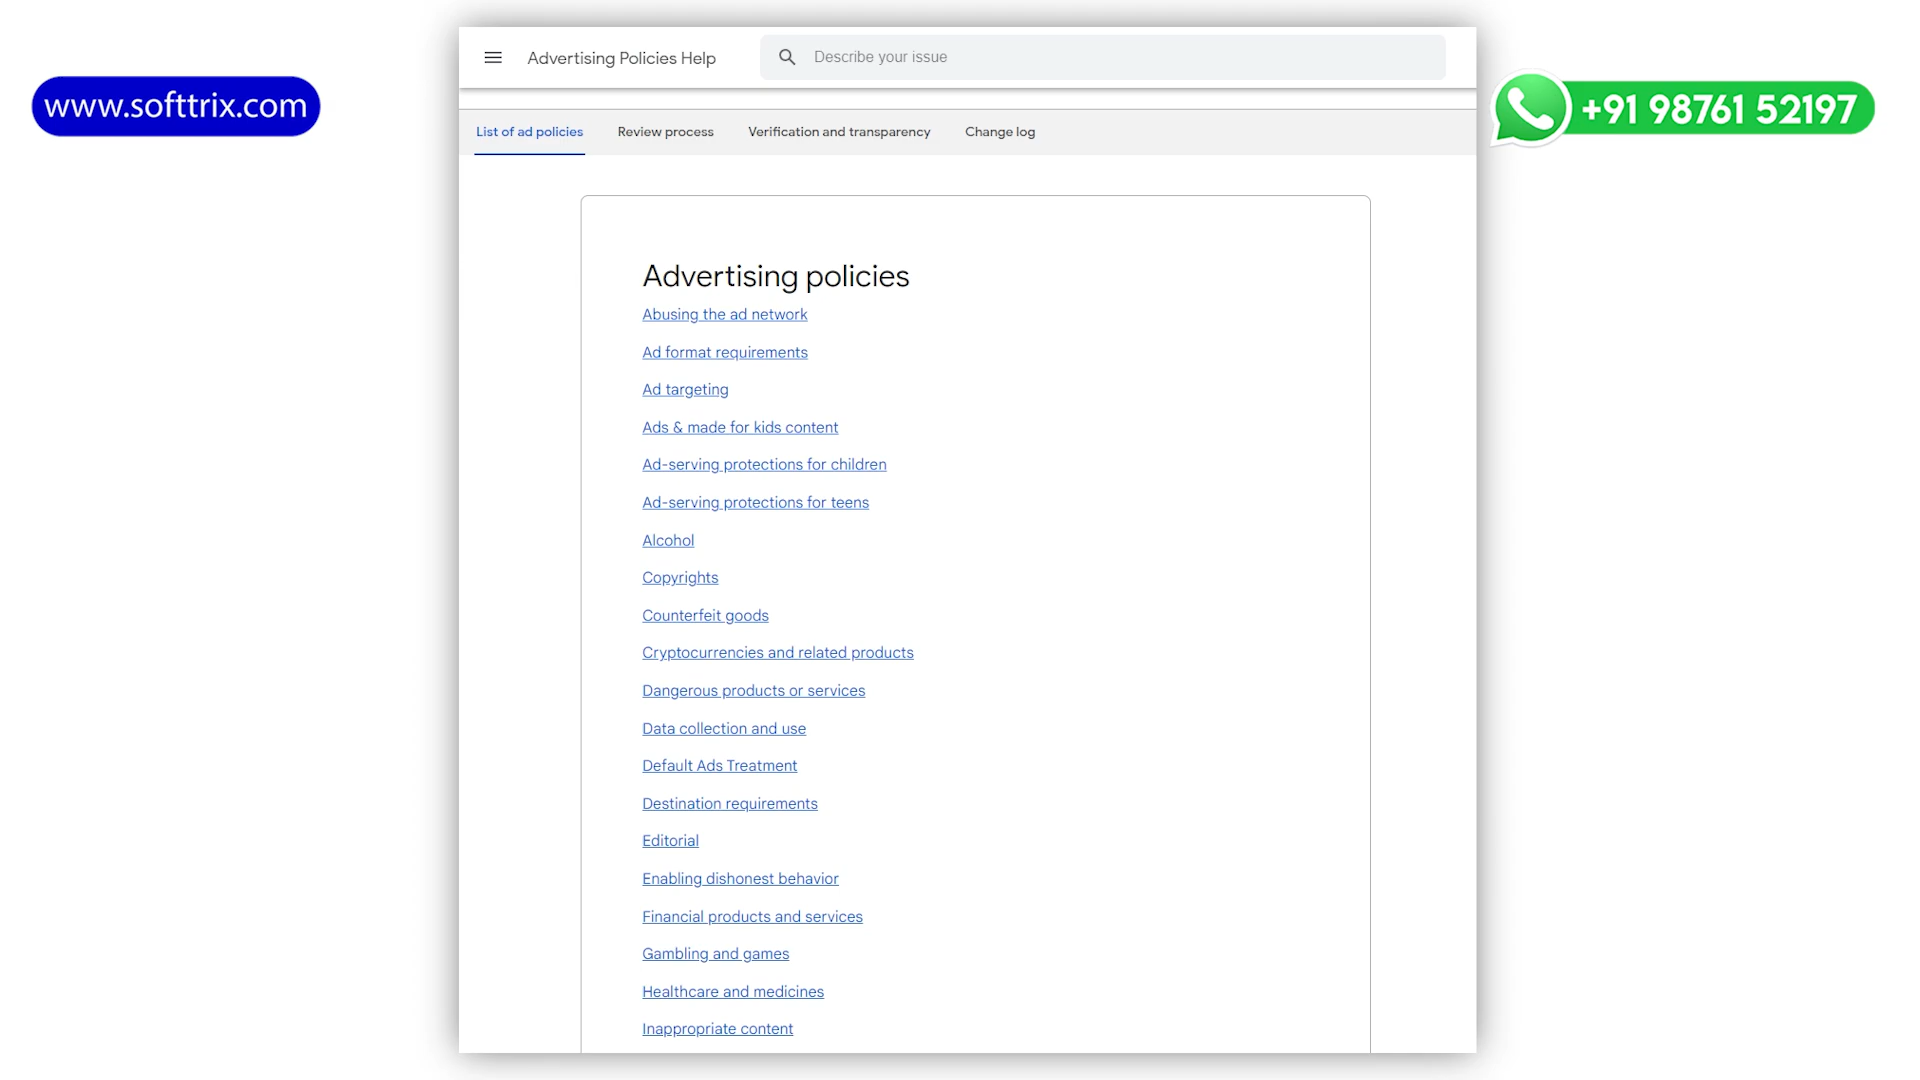 www.softtrix.com
Advertising Policies Help
Describe your issue
+91 98761 52197
List of ad policies
Review process
Verification and transparency
Change log
Advertising policies
Abusing the ad network
Ad format requirements
Ad targeting
Ads & made for kids content
Ad-serving protections for children
Ad-serving protections for teens
Alcohol
Copyrights
Counterfeit goods
Cryptocurrencies and related products
Dangerous products or services
Data collection and use
Default Ads Treatment
Destination requirements
Editorial
Enabling dishonest behavior
Financial products and services
Gambling and games
Healthcare and medicines
Inappropriate content